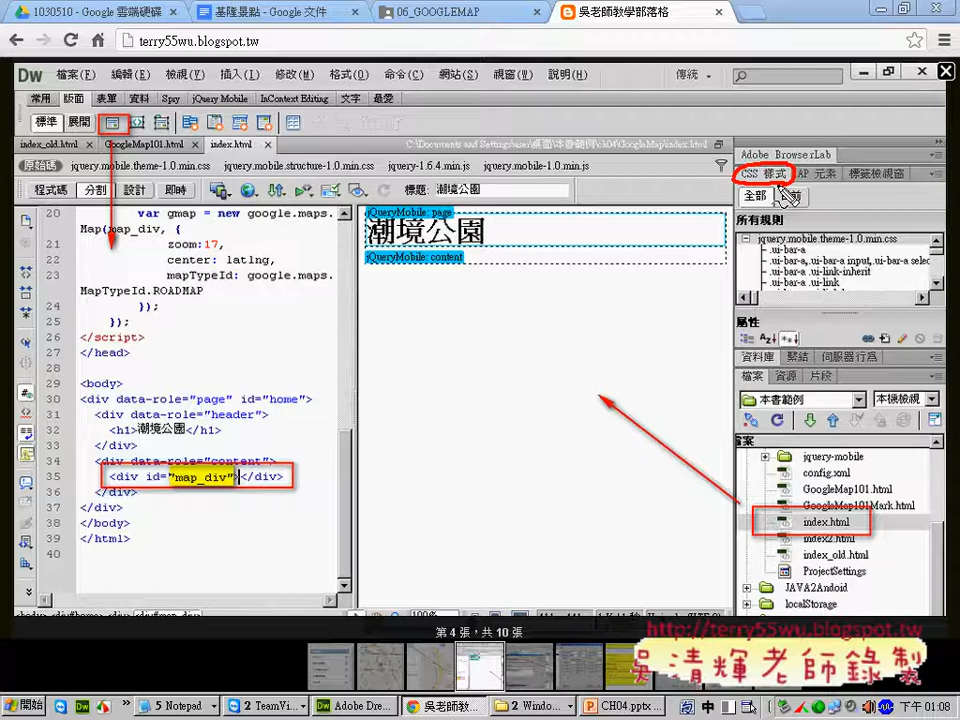 1030510 - Google 雲端硬碟
基隆景點 - Google 文件
06_GOOGLEMAP
吳老師教學部落格
terry55wu.blogspot.tw
Dw 檔案(F) 編輯(E) 檢視(V) 插入(I) 修改(M) 格式(O) 命令(C) 網站(S) 視窗(W) 說明(H) 傳統
常用 版面 表單 資料 Spry jQuery Mobile InContext Editing 文字 最愛
標準 展開
index_old.html GoogleMap101.html index.html
原始碼 jquery.mobile.theme-1.0.min.css jquery.mobile.structure-1.0.min.css jquery-1.6.4.min.js jquery.mobile-1.0.min.js
程式碼 分割 設計 即時 標題: 潮境公園
20 var gmap = new google.maps.
Map(map_div, {
21 zoom:17,
22 center: latlng,
23 mapTypeId: google.maps.
MapTypeId.ROADMAP
24 });
25 });
26 </script>
27 </head>
28
29 <body>
30 <div data-role="page" id="home">
31 <div data-role="header">
32 <h1>潮境公園</h1>
33 </div>
34 <div data-role="content">
35 <div id="map_div"></div>
36 </div>
37 </div>
38 </body>
39 </html>
40
jQueryMobile: page
潮境公園
jQueryMobile: content
Adobe BrowserLab
CSS 樣式 AP 元素 標籤檢視窗
全部
所有規則
jquery.mobile.theme-1.0.min.css
.ui-bar-a
.ui-bar-a, .ui-bar-a input, .ui-bar-a selec
.ui-bar-a .ui-link-inherit
.ui-bar-a .ui-link
屬性
資料庫 繫結 伺服器行為
檔案 資源 片段
本書範例 本機檢視
jquery-mobile
config.xml
GoogleMap101.html
GoogleMap101Mark.html
index.html
index2.html
index_old.html
ProjectSettings
JAVA2Andoid
localStorage
100%
第 4 張，共 10 張
http://terry55wu.blogspot.tw
吳清輝老師錄製
開始
5 Notepad
2 TeamVi...
Adobe Dre...
吳老師教...
2 Windo...
CH04.pptx ...
中
下午 01:08